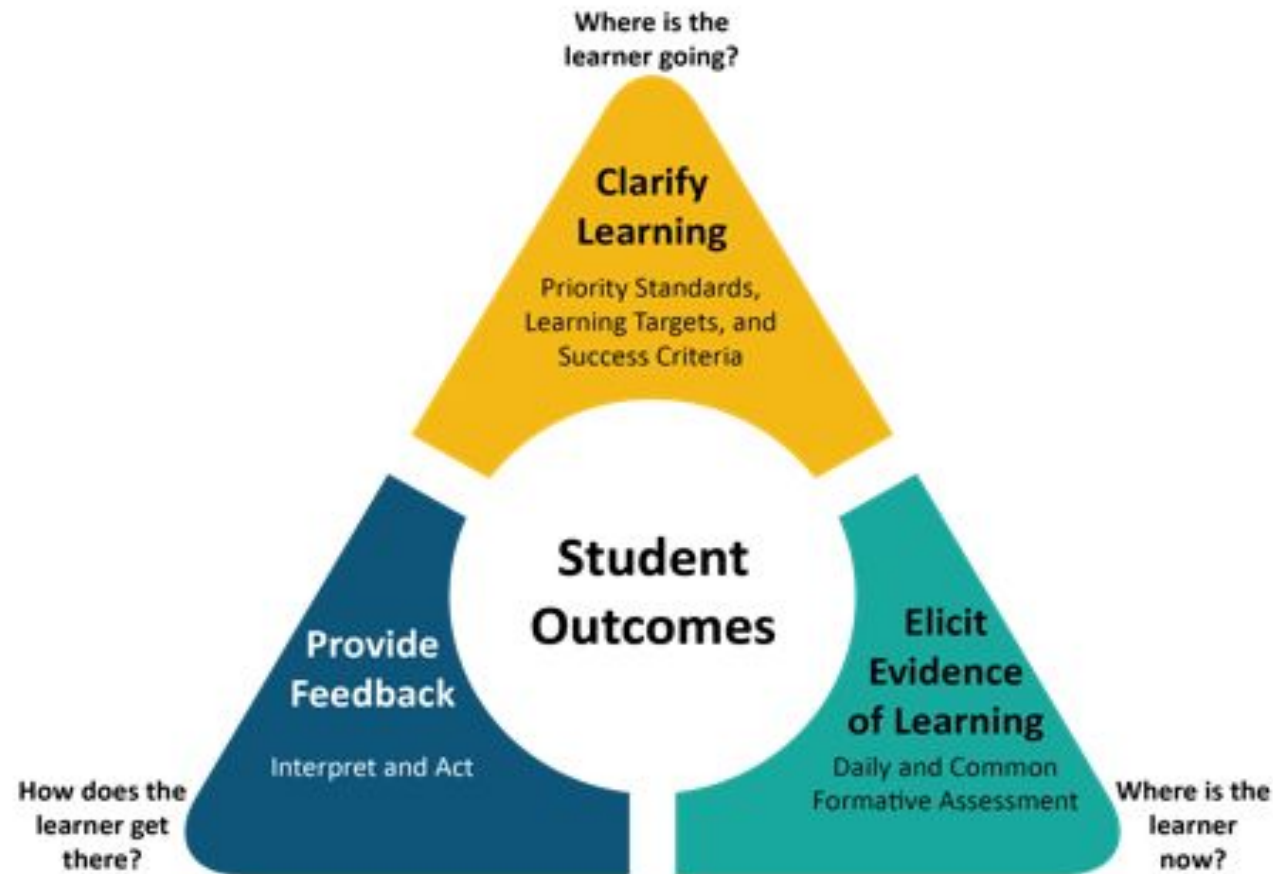 Where is the
learner going?
Clarify
Learning
Priority Standards,
Learning Targets, and
Success Criteria
Student
Outcomes
Provide
Feedback
Interpret and Act
How does the
learner get
there?
Elicit
Evidence
of Learning
Daily and Common
Formative Assessment
Where is the
learner
now?